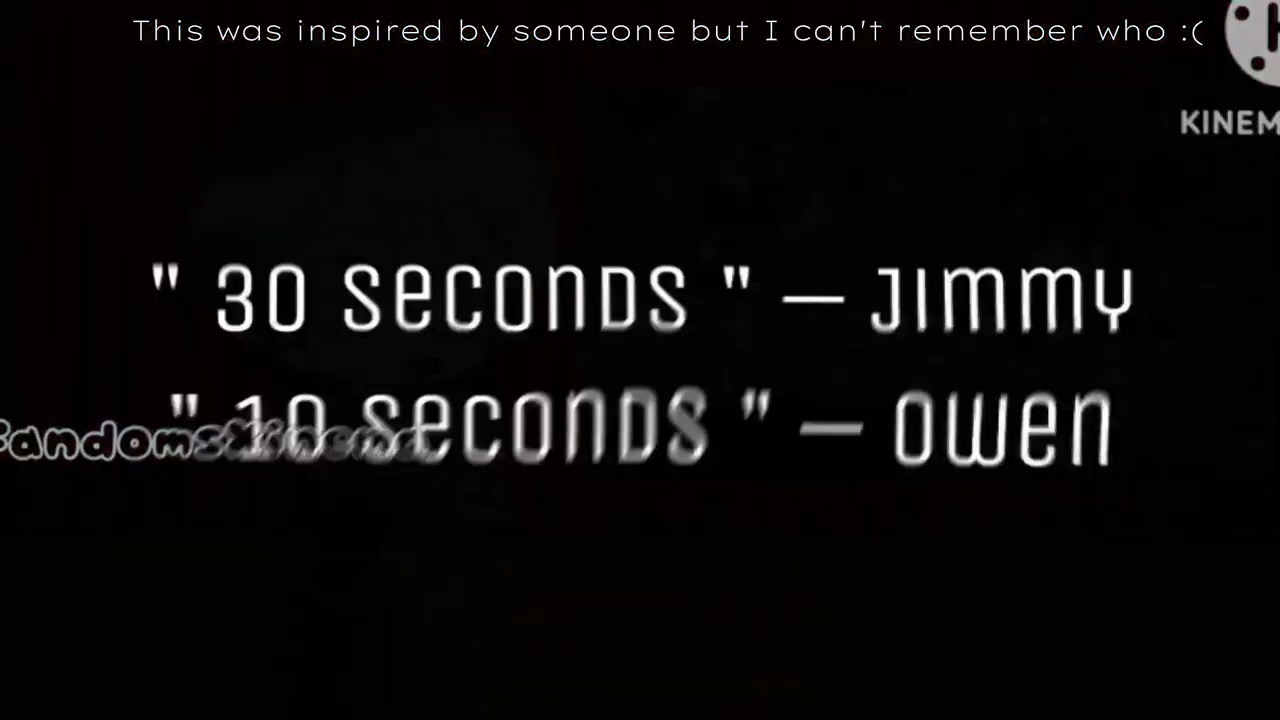 This was inspired by someone but I can't remember who :(
KINEM
" 30 seconds " — Jimmy
" 10 seconds " — Owen